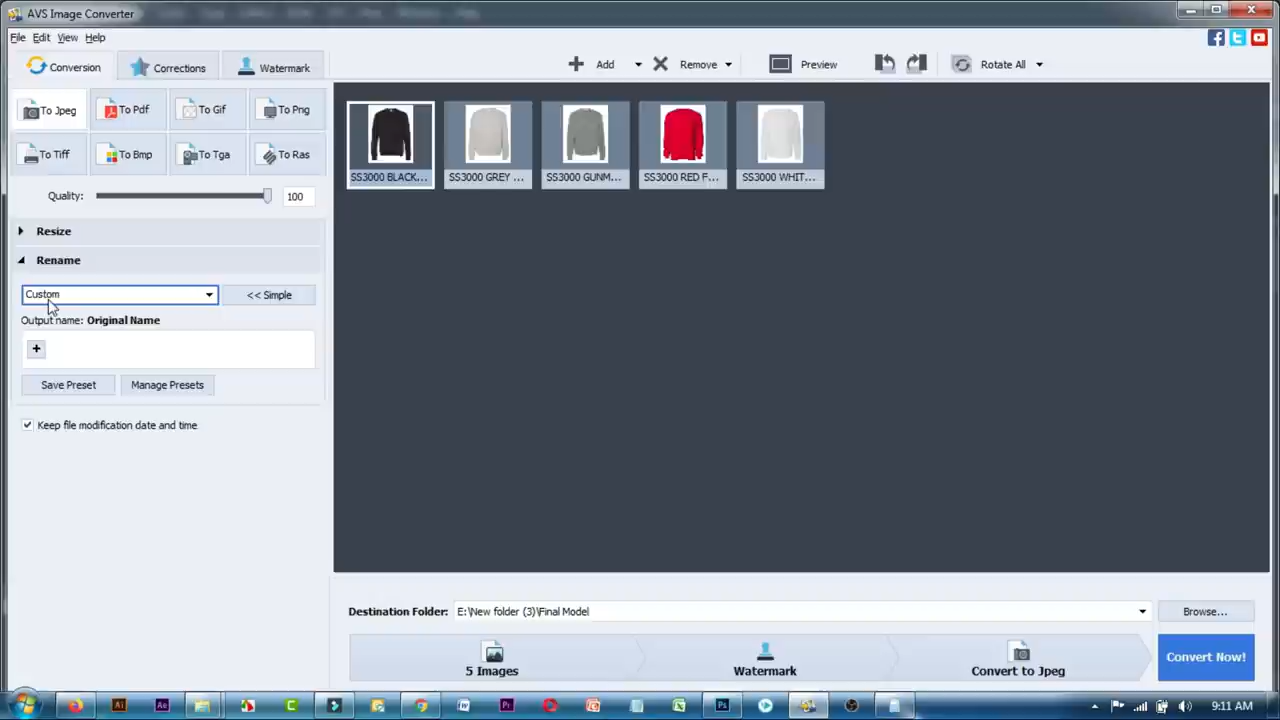 AVS Image Converter
File Edit View Help
Conversion Corrections Watermark
Add Remove Preview Rotate All
To Jpeg To Pdf To Gif To Png
To Tiff To Bmp To Tga To Ras
Quality: 100
Resize
Rename
Custom << Simple
Output name: Original Name
+
Save Preset Manage Presets
Keep file modification date and time
SS3000 BLACK... SS3000 GREY ... SS3000 GUNM... SS3000 RED F... SS3000 WHIT...
Destination Folder: E:\New folder (3)\Final Model Browse...
5 Images Watermark Convert to Jpeg Convert Now!
Ai Ae Pr Ps 9:11 AM